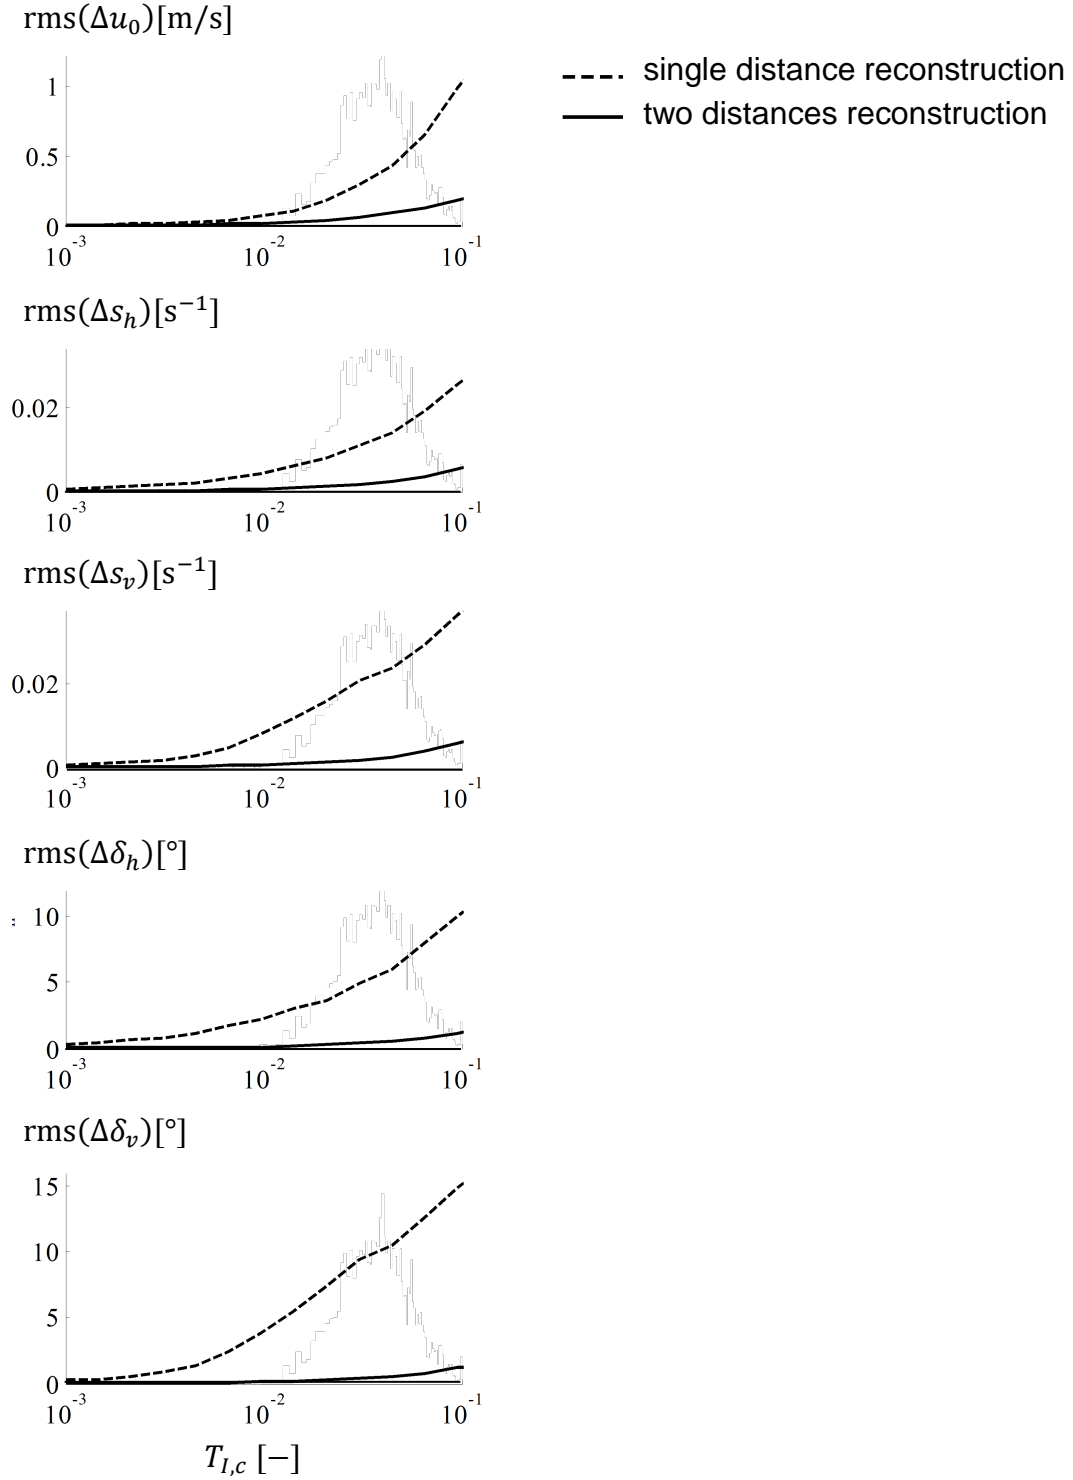 rms(Δu₀)[m/s]
single distance reconstruction
two distances reconstruction
1
0.5
0
10⁻³ 10⁻² 10⁻¹
rms(Δsₕ)[s⁻¹]
0.02
0
10⁻³ 10⁻² 10⁻¹
rms(Δsᵥ)[s⁻¹]
0.02
0
10⁻³ 10⁻² 10⁻¹
rms(Δδₕ)[°]
10
5
0
10⁻³ 10⁻² 10⁻¹
rms(Δδᵥ)[°]
15
10
5
0
10⁻³ 10⁻² 10⁻¹
T_{I,c} [−]